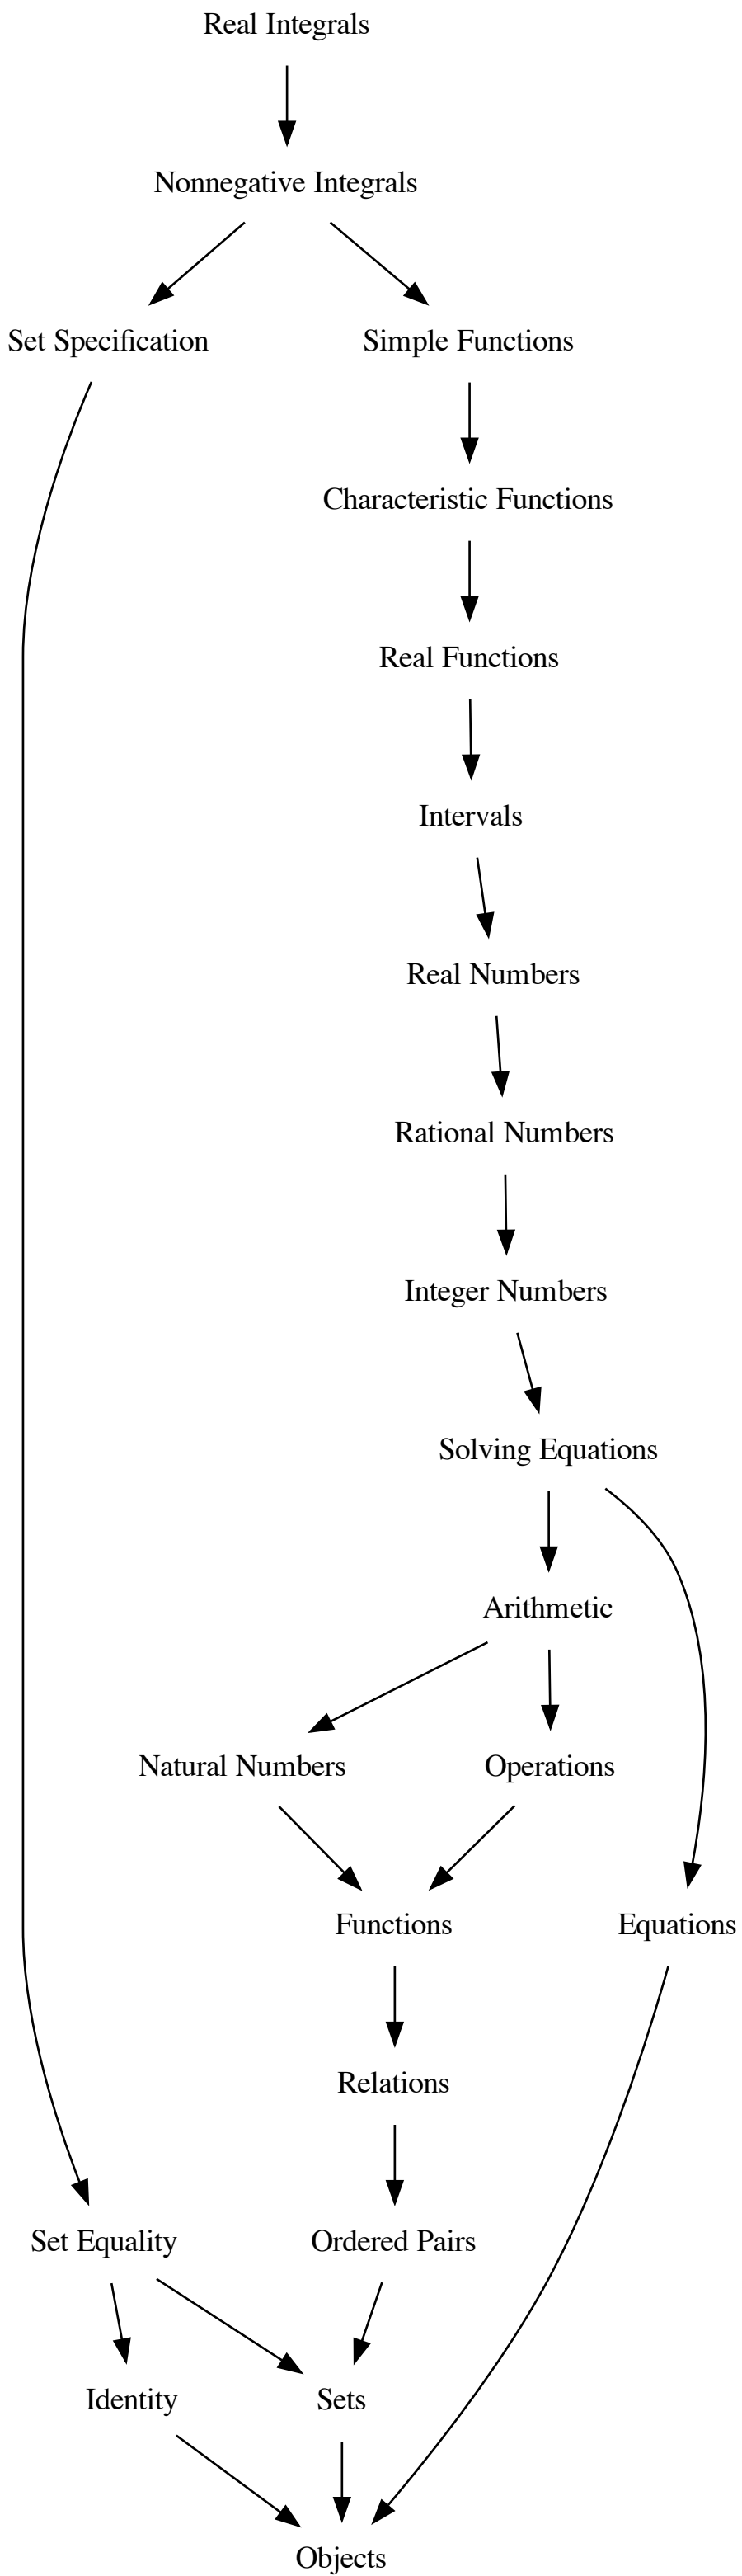 Real Integrals
Nonnegative Integrals
Set Specification
Simple Functions
Characteristic Functions
Real Functions
Intervals
Real Numbers
Rational Numbers
Integer Numbers
Solving Equations
Arithmetic
Natural Numbers
Operations
Functions
Equations
Relations
Set Equality
Ordered Pairs
Identity
Sets
Objects